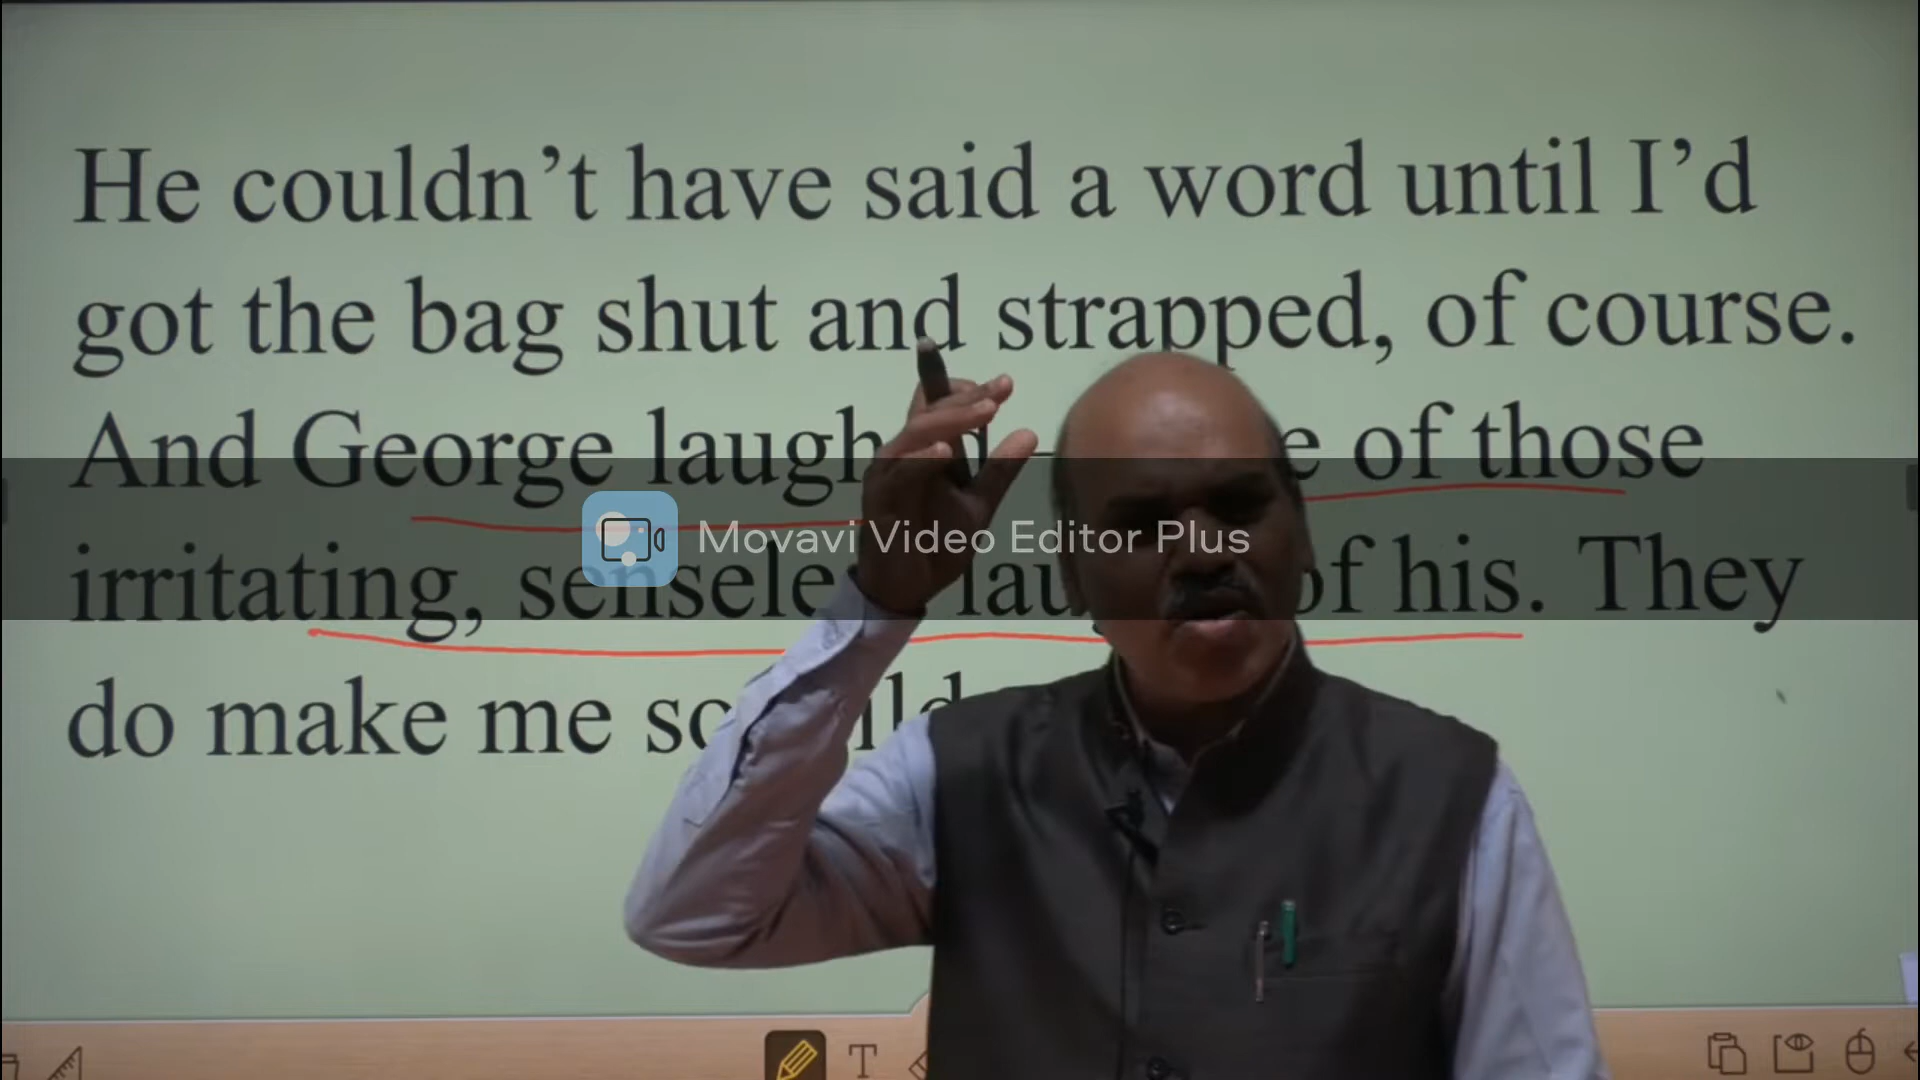 He couldn’t have said a word until I’d
got the bag shut and strapped, of course.
And George of those
irritating, of his. They
do make me
Movavi Video Editor Plus
T